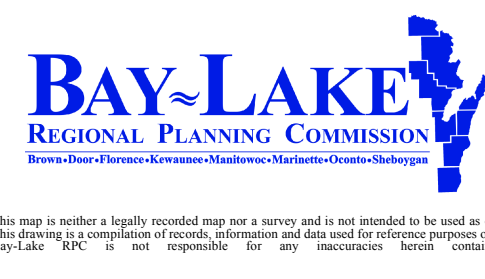 BAY≈LAKE
REGIONAL PLANNING COMMISSION
Brown•Door•Florence•Kewaunee•Manitowoc•Marinette•Oconto•Sheboygan
his map is neither a legally recorded map nor a survey and is not intended to be used as
his drawing is a compilation of records, information and data used for reference purposes o
ay-Lake RPC is not responsible for any inaccuracies herein contai